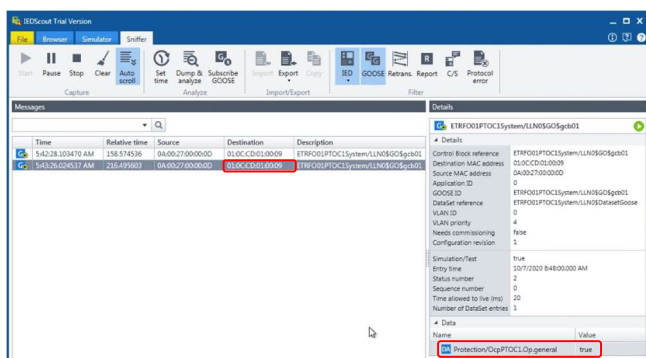 IEDScout Trial Version
File Browser Simulator Sniffer
Start Pause Stop Clear Auto scroll Set time Dump & analyze Subscribe GOOSE Import Export Copy IED GOOSE Retrans. Report C/S Protocol error
Capture Analyze Import/Export Filter
Messages
Time Relative time Source Destination Description
5:42:28.103470 AM 158.574536 0A:00:27:00:00:0D 01:0C:CD:01:00:09 ETRFO01PTOC1System/LLN0$GO$gcb01
5:43:26.024537 AM 216.495603 0A:00:27:00:00:0D 01:0C:CD:01:00:09 ETRFO01PTOC1System/LLN0$GO$gcb01
Details
ETRFO01PTOC1System/LLN0$GO$gcb01
Details
Control Block reference ETRFO01PTOC1System/LLN0$GO$gcb01
Destination MAC address 01:0C:CD:01:00:09
Source MAC address 0A:00:27:00:00:0D
Application ID 0
GOOSE ID ETRFO01PTOC1System/LLN0$GO$gcb01
DataSet reference ETRFO01PTOC1System/LLN0$DatasetGoose
VLAN ID 0
VLAN priority 4
Needs commissioning false
Configuration revision 1
Simulation/Test true
Entry time 10/7/2020 8:48:00.000 AM
Status number 2
Sequence number 0
Time allowed to live (ms) 20
Number of DataSet entries 1
Data
Name Value
DA Protection/OcpPTOC1.Op.general true